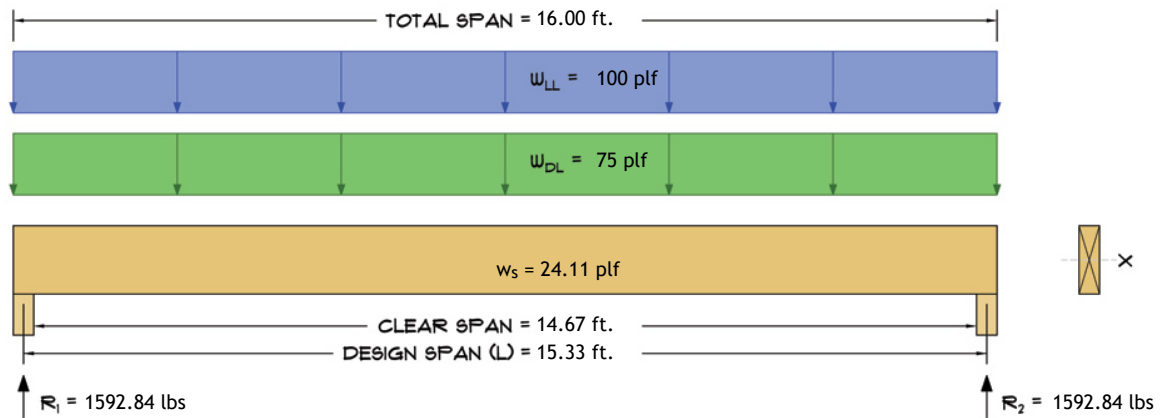 TOTAL SPAN = 16.00 ft.
WLL = 100 plf
WDL = 75 plf
ws = 24.11 plf
X
CLEAR SPAN = 14.67 ft.
DESIGN SPAN (L) = 15.33 ft.
R1 = 1592.84 lbs
R2 = 1592.84 lbs